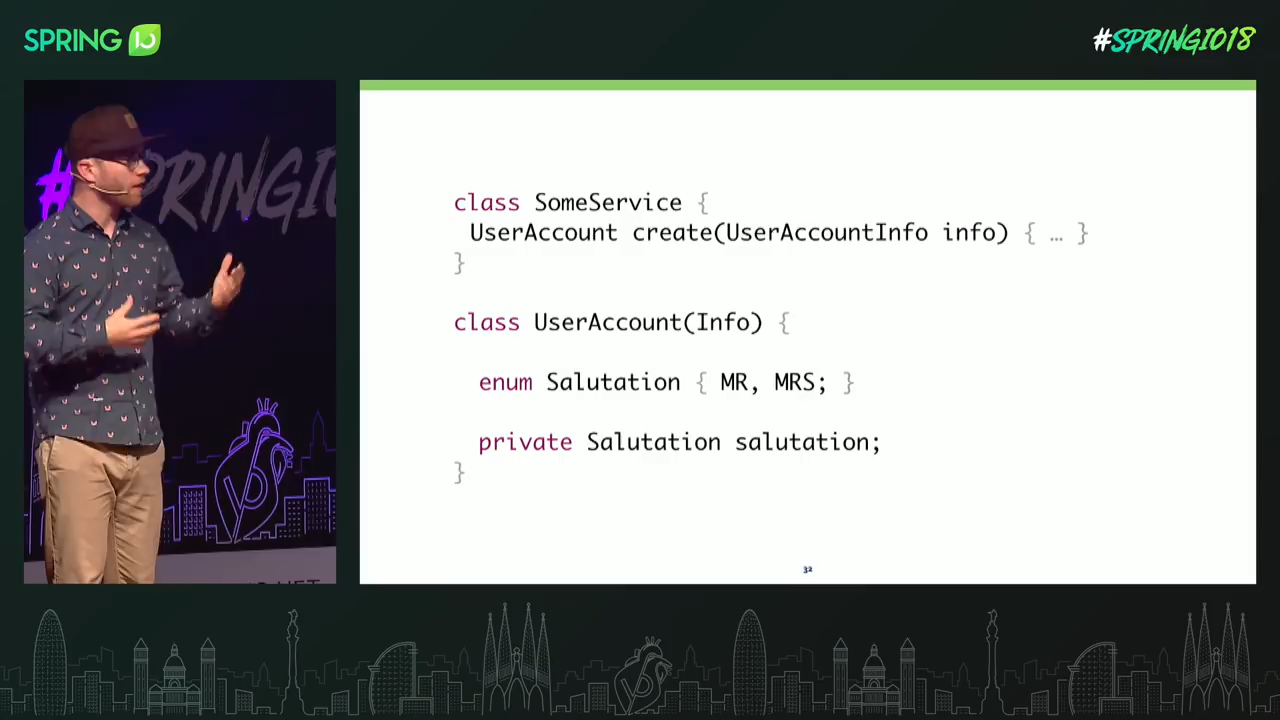 SPRING IO
#SPRINGIO18
#SPRINGIO
class SomeService {
UserAccount create(UserAccountInfo info) { … }
}
class UserAccount(Info) {
enum Salutation { MR, MRS; }
private Salutation salutation;
}
32